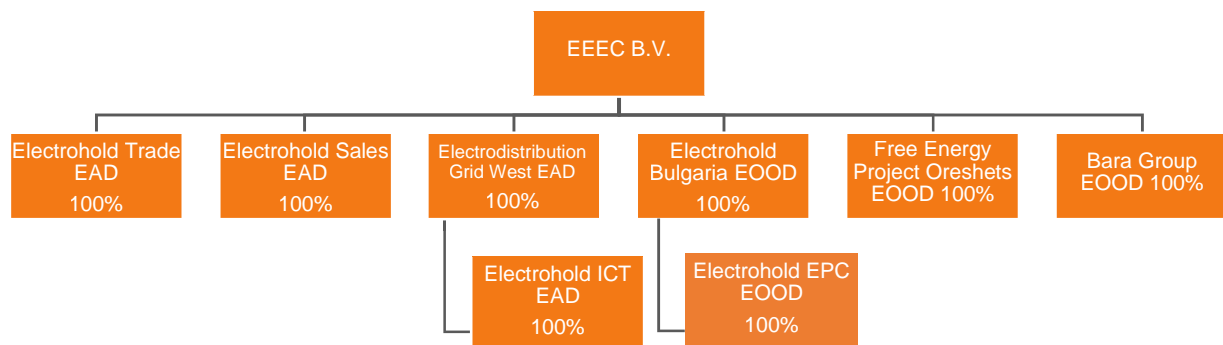 EEEC B.V.
Electrohold Trade
EAD
100%
Electrohold Sales
EAD
100%
Electrodistribution
Grid West EAD
100%
Electrohold
Bulgaria EOOD
100%
Free Energy
Project Oreshets
EOOD 100%
Bara Group
EOOD 100%
Electrohold ICT
EAD
100%
Electrohold EPC
EOOD
100%